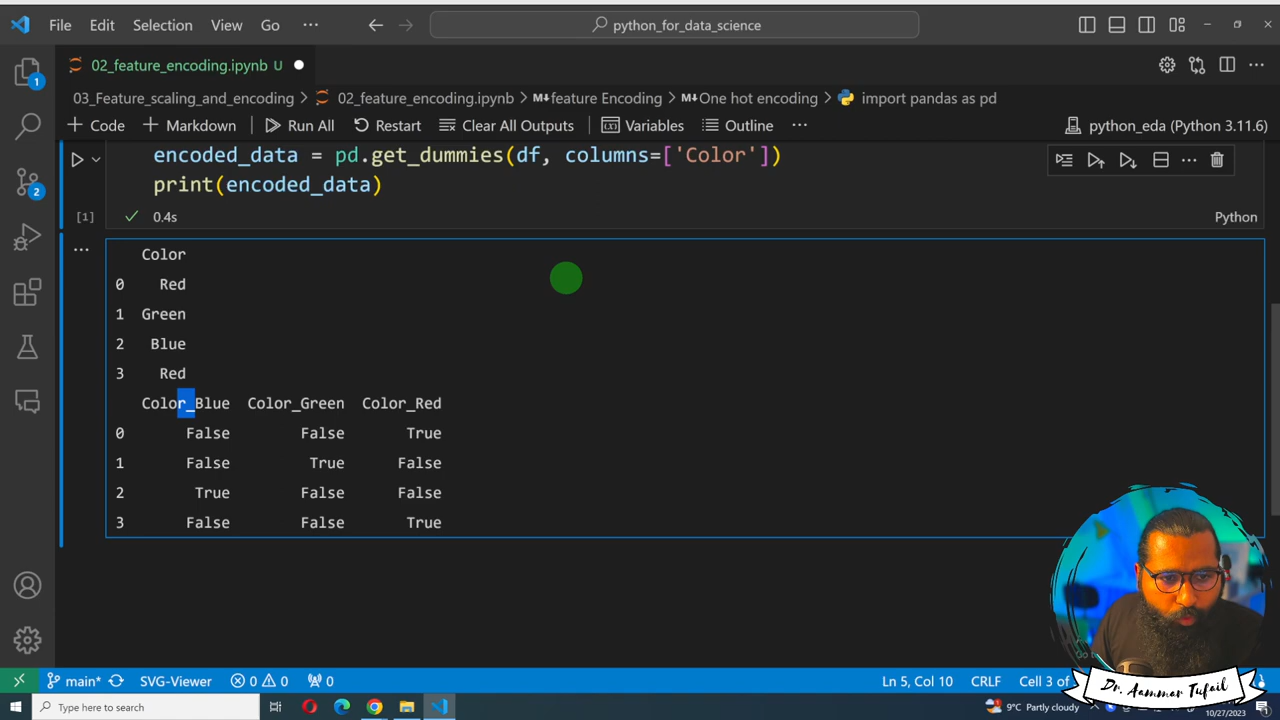 File Edit Selection View Go ··· python_for_data_science
02_feature_encoding.ipynb U
03_Feature_scaling_and_encoding > 02_feature_encoding.ipynb > M↓feature Encoding > M↓One hot encoding > import pandas as pd
+ Code + Markdown Run All Restart Clear All Outputs Variables Outline ··· python_eda (Python 3.11.6)
encoded_data = pd.get_dummies(df, columns=['Color'])
print(encoded_data)
[1] 0.4s Python
Color
0 Red
1 Green
2 Blue
3 Red
Color_Blue Color_Green Color_Red
0 False False True
1 False True False
2 True False False
3 False False True
1
2
main* SVG-Viewer 0 0 0 Ln 5, Col 10 CRLF Cell 3 of
Dr. Aammar Tufail
Type here to search 9°C Partly cloudy 10/27/2023